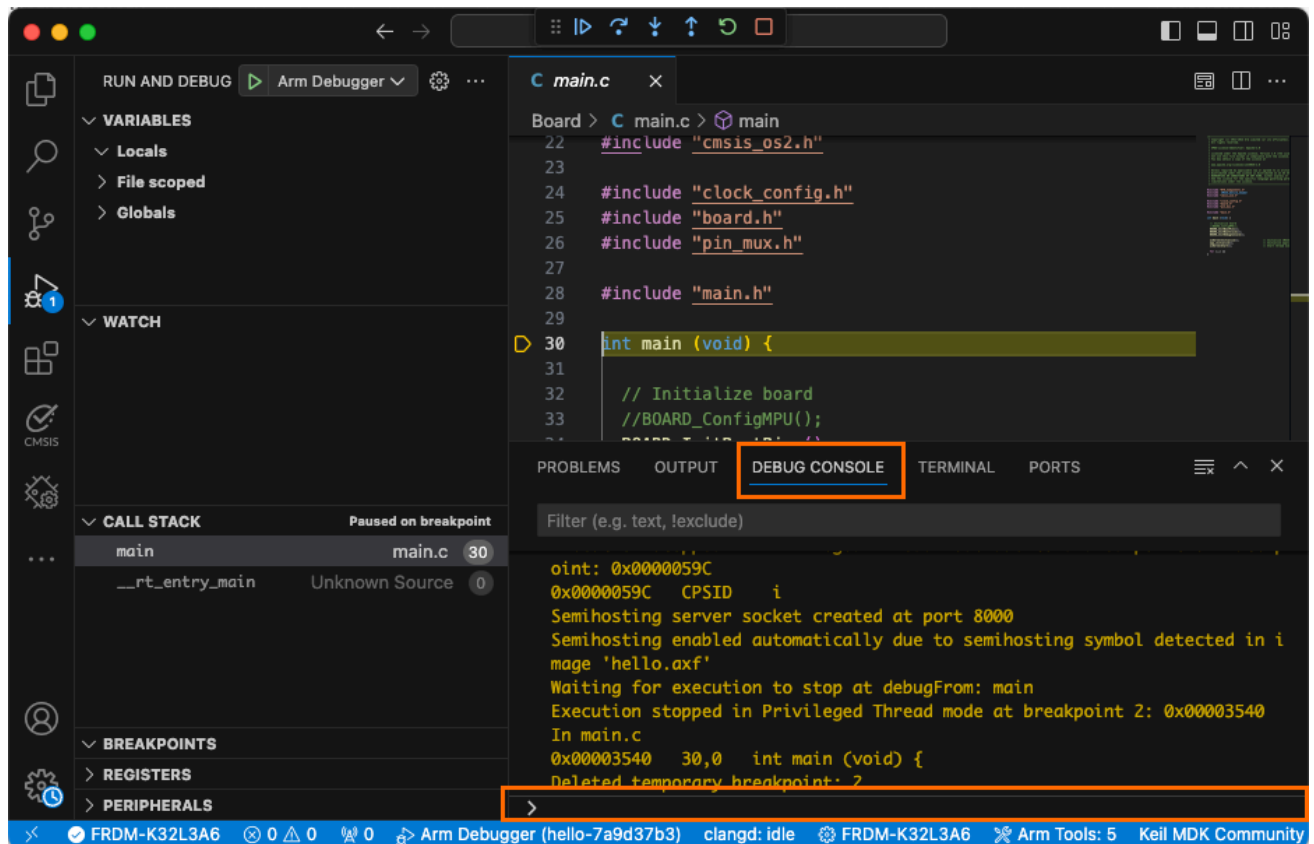 RUN AND DEBUG Arm Debugger ...
VARIABLES
Locals
File scoped
Globals
WATCH
CALL STACK Paused on breakpoint
main main.c 30
__rt_entry_main Unknown Source 0
BREAKPOINTS
REGISTERS
PERIPHERALS
1
CMSIS
C main.c
Board > C main.c > main
22 #include "cmsis_os2.h"
23
24 #include "clock_config.h"
25 #include "board.h"
26 #include "pin_mux.h"
27
28 #include "main.h"
29
30 int main (void) {
31
32 // Initialize board
33 //BOARD_ConfigMPU();
PROBLEMS OUTPUT DEBUG CONSOLE TERMINAL PORTS
Filter (e.g. text, !exclude)
oint: 0x0000059C
0x0000059C CPSID i
Semihosting server socket created at port 8000
Semihosting enabled automatically due to semihosting symbol detected in i
mage 'hello.axf'
Waiting for execution to stop at debugFrom: main
Execution stopped in Privileged Thread mode at breakpoint 2: 0x00003540
In main.c
0x00003540 30,0 int main (void) {
Deleted temporary breakpoint: 2
>
FRDM-K32L3A6 0 0 0 Arm Debugger (hello-7a9d37b3) clangd: idle FRDM-K32L3A6 Arm Tools: 5 Keil MDK Community